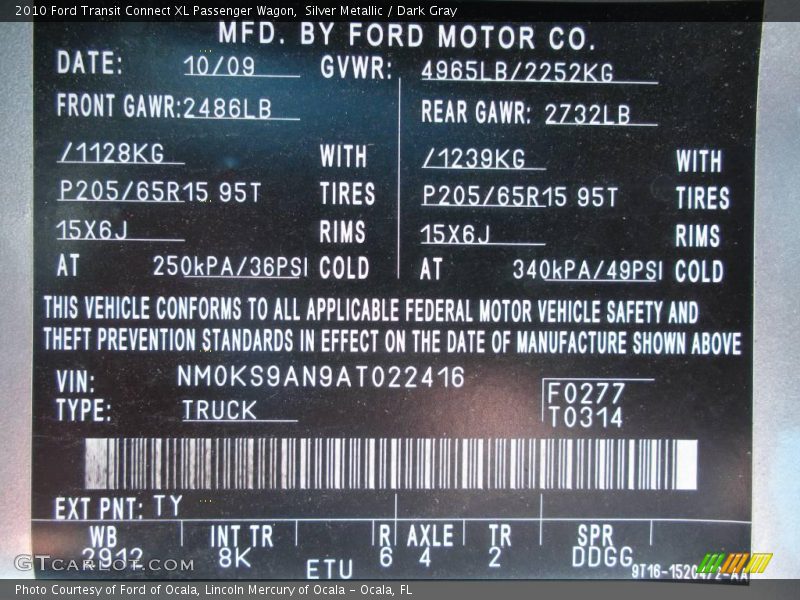 2010 Ford Transit Connect XL Passenger Wagon, Silver Metallic / Dark Gray
MFD. BY FORD MOTOR CO.
DATE: 10/09 GVWR: 4965LB/2252KG
FRONT GAWR: 2486LB REAR GAWR: 2732LB
/1128KG WITH /1239KG WITH
P205/65R15 95T TIRES P205/65R15 95T TIRES
15X6J RIMS 15X6J RIMS
AT 250kPA/36PSI COLD AT 340kPA/49PSI COLD
THIS VEHICLE CONFORMS TO ALL APPLICABLE FEDERAL MOTOR VEHICLE SAFETY AND
THEFT PREVENTION STANDARDS IN EFFECT ON THE DATE OF MANUFACTURE SHOWN ABOVE
VIN: NM0KS9AN9AT022416
F0277
TYPE: TRUCK T0314
EXT PNT: TY
WB INT TR R AXLE TR SPR
2912 8K ETU 6 4 2 DDGG
GTCARLOT.COM
Photo Courtesy of Ford of Ocala, Lincoln Mercury of Ocala - Ocala, FL